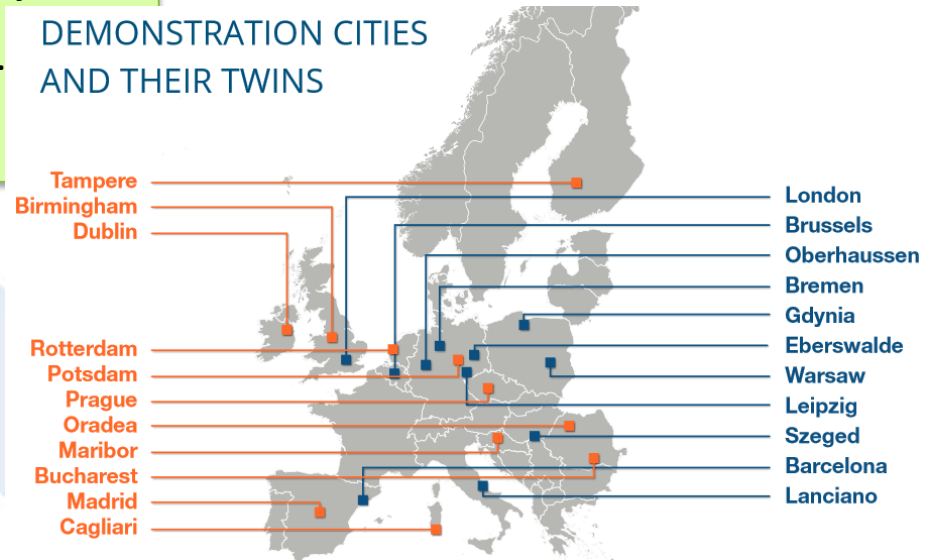 DEMONSTRATION CITIES
AND THEIR TWINS
Tampere
Birmingham
Dublin
Rotterdam
Potsdam
Prague
Oradea
Maribor
Bucharest
Madrid
Cagliari
London
Brussels
Oberhaussen
Bremen
Gdynia
Eberswalde
Warsaw
Leipzig
Szeged
Barcelona
Lanciano